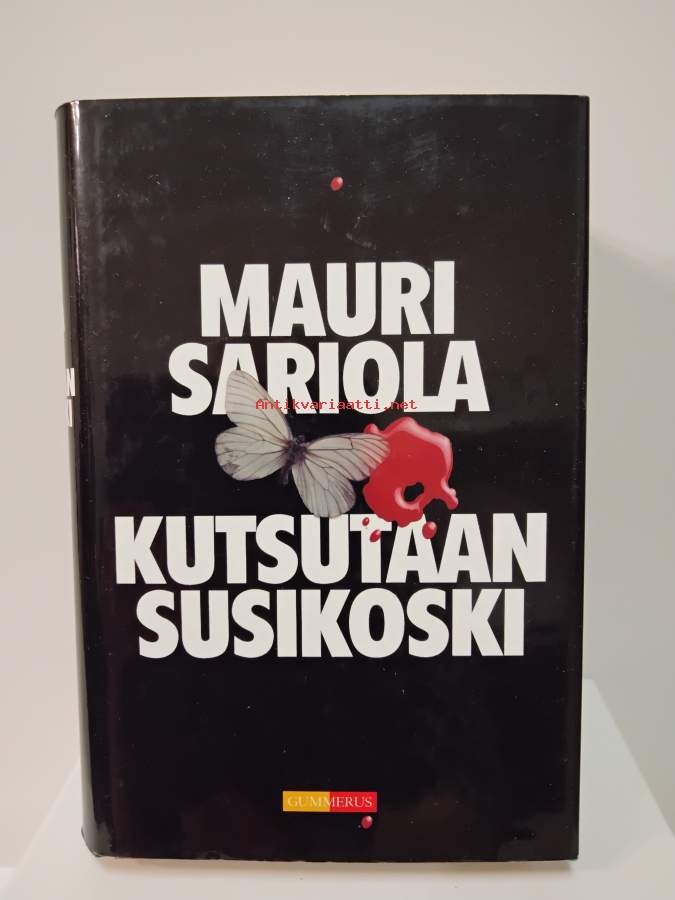 MAURI
SARIOLA
Antikvariaatti.net
KUTSUTAAN
SUSIKOSKI
GUMMERUS